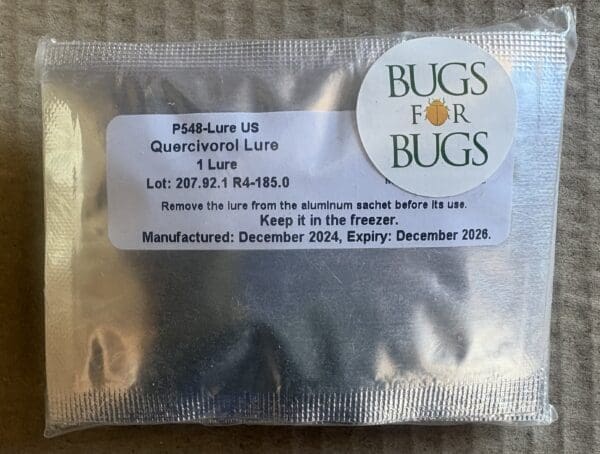 BUGS
FOR
BUGS
P548-Lure US
Quercivorol Lure
1 Lure
Lot: 207.92.1 R4-185.0
Remove the lure from the aluminum sachet before its use.
Keep it in the freezer.
Manufactured: December 2024, Expiry: December 2026.